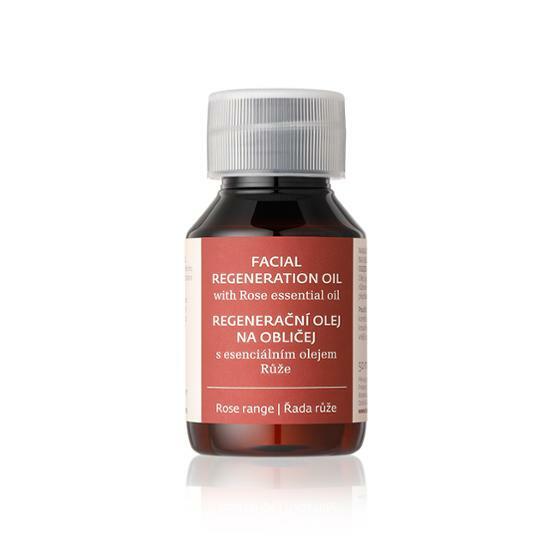 FACIAL
REGENERATION OIL
with Rose essential oil
REGENERAČNÍ OLEJ
NA OBLIČEJ
s esenciálním olejem
Růže
Rose range | Řada růže